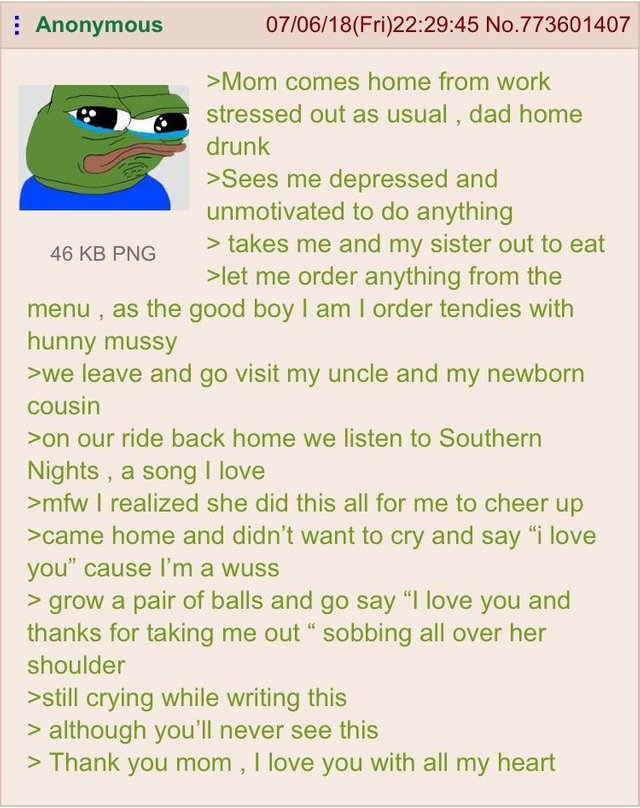 Anonymous 07/06/18(Fri)22:29:45 No.773601407
>Mom comes home from work
stressed out as usual , dad home
drunk
>Sees me depressed and
unmotivated to do anything
> takes me and my sister out to eat
46 KB PNG
>let me order anything from the
menu , as the good boy I am I order tendies with
hunny mussy
>we leave and go visit my uncle and my newborn
cousin
>on our ride back home we listen to Southern
Nights , a song I love
>mfw I realized she did this all for me to cheer up
>came home and didn’t want to cry and say “i love
you” cause I’m a wuss
> grow a pair of balls and go say “I love you and
thanks for taking me out “ sobbing all over her
shoulder
>still crying while writing this
> although you’ll never see this
> Thank you mom , I love you with all my heart